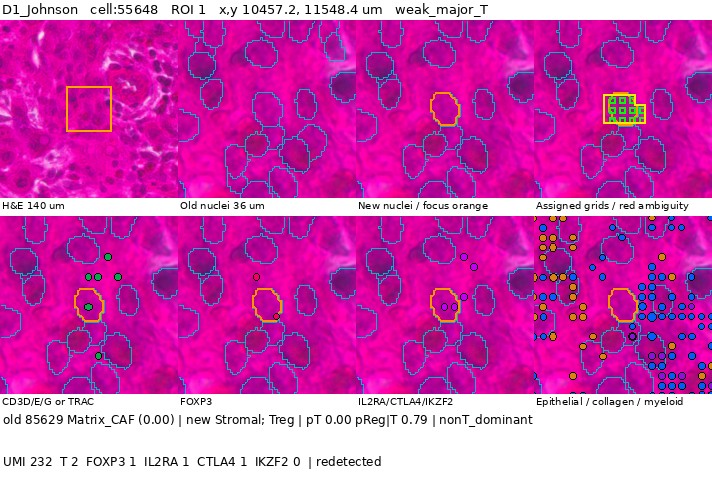 D1_Johnson cell:55648 ROI 1 x,y 10457.2, 11548.4 um weak_major_T
H&E 140 um
Old nuclei 36 um
New nuclei / focus orange
Assigned grids / red ambiguity
CD3D/E/G or TRAC
FOXP3
IL2RA/CTLA4/IKZF2
Epithelial / collagen / myeloid
old 85629 Matrix_CAF (0.00) | new Stromal; Treg | pT 0.00 pReg|T 0.79 | nonT_dominant
UMI 232 T 2 FOXP3 1 IL2RA 1 CTLA4 1 IKZF2 0 | redetected